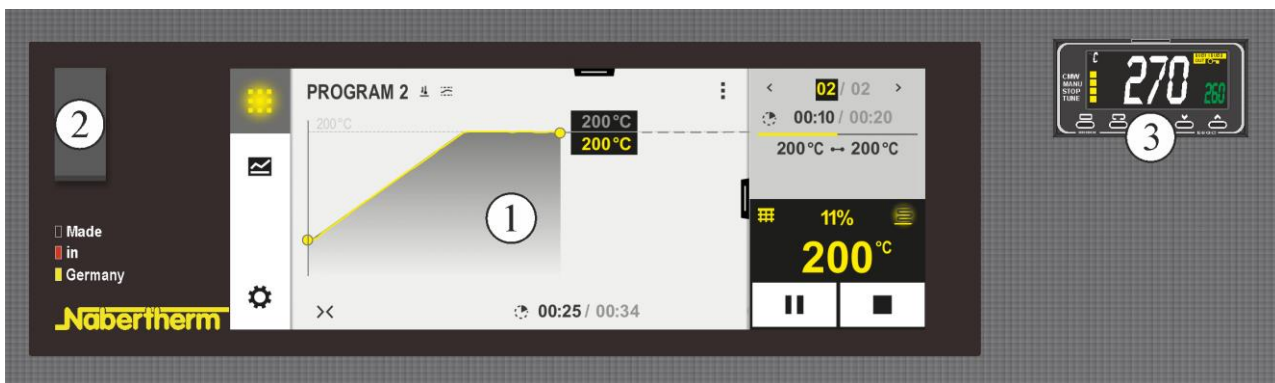 2
Made
in
Germany
Nabertherm
PROGRAM 2
200°C
200°C
200°C
1
00:25 / 00:34
02 / 02
00:10 / 00:20
200°C ↔ 200°C
11%
200 °C
C
270
260
CMW
MANU
STOP
TUNE
3